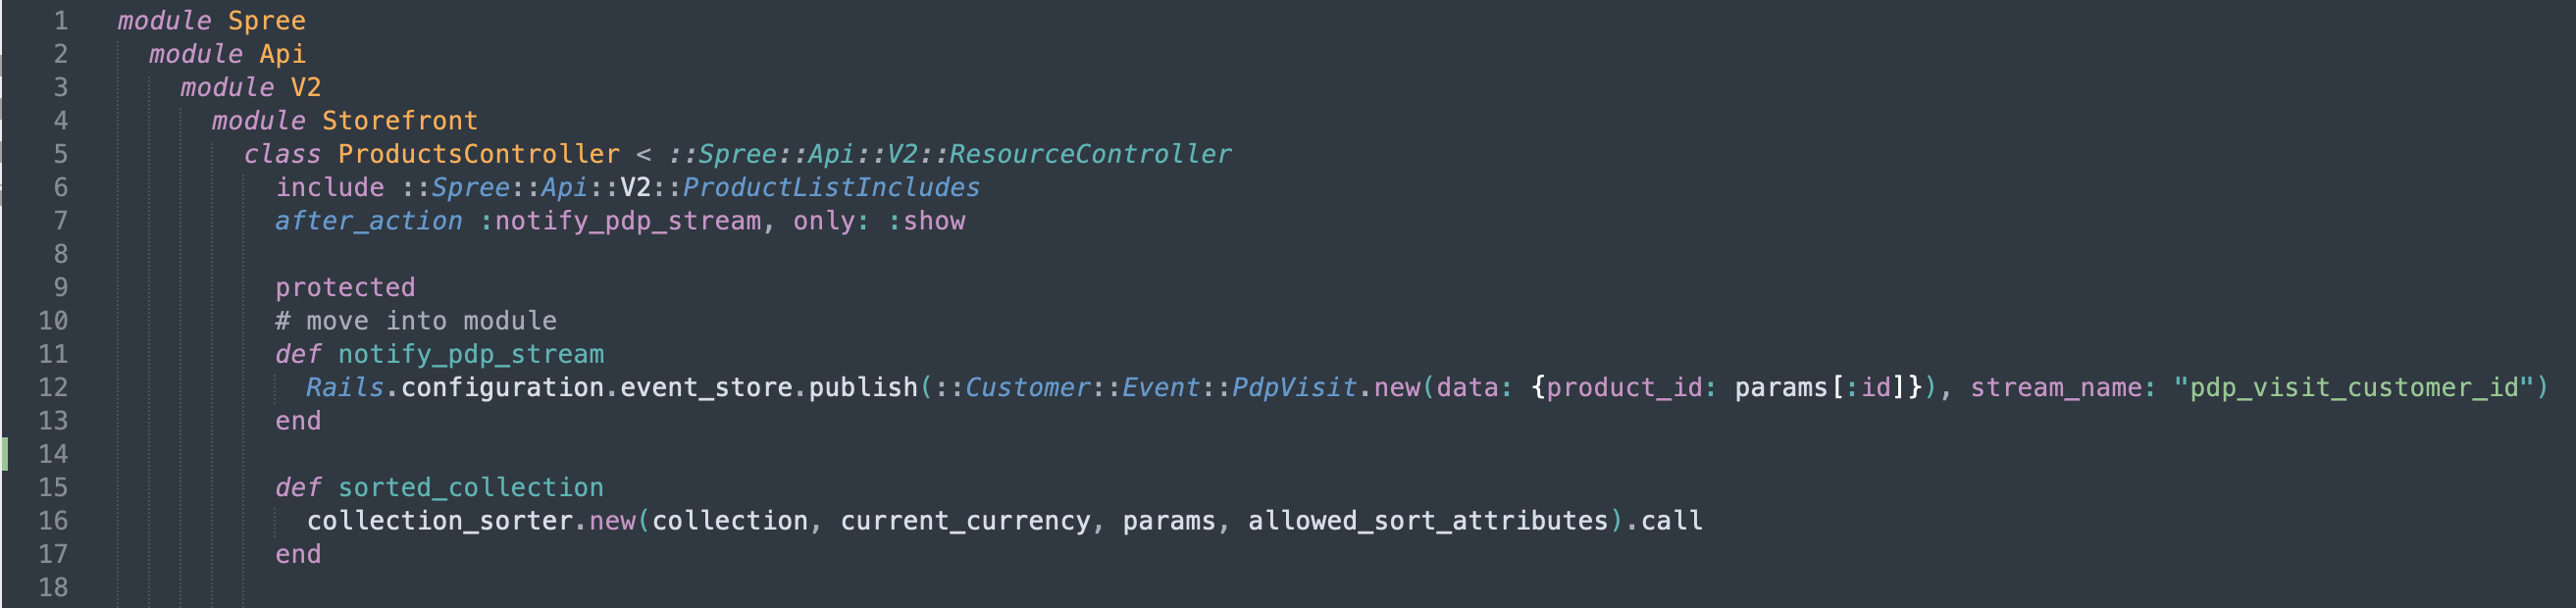 1 module Spree
2 module Api
3 module V2
4 module Storefront
5 class ProductsController < ::Spree::Api::V2::ResourceController
6 include ::Spree::Api::V2::ProductListIncludes
7 after_action :notify_pdp_stream, only: :show
8
9 protected
10 # move into module
11 def notify_pdp_stream
12 Rails.configuration.event_store.publish(::Customer::Event::PdpVisit.new(data: {product_id: params[:id]}), stream_name: "pdp_visit_customer_id")
13 end
14
15 def sorted_collection
16 collection_sorter.new(collection, current_currency, params, allowed_sort_attributes).call
17 end
18